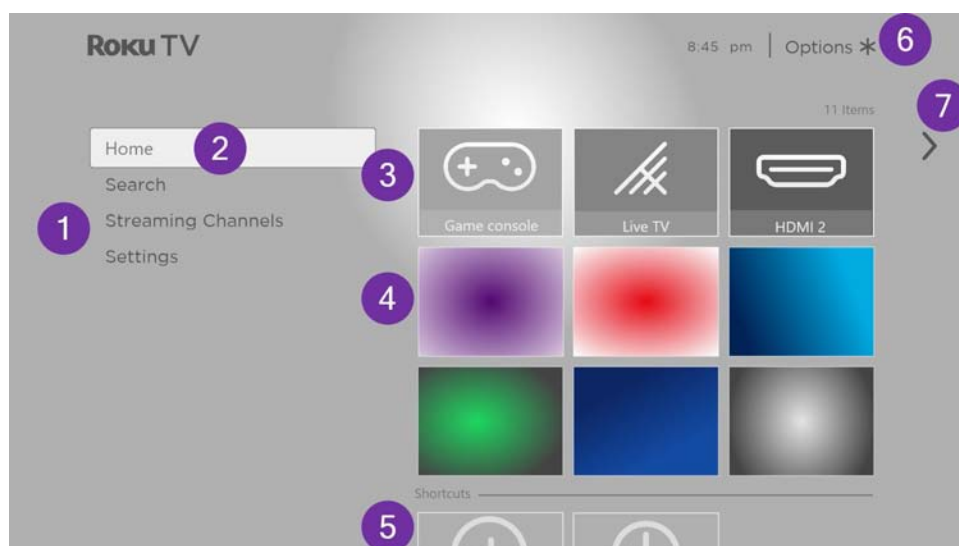 Roku TV
8:45 pm | Options *
6
7
11 Items
Home
2
Search
1
Streaming Channels
Settings
3
Game console
Live TV
HDMI 2
4
Shortcuts
5